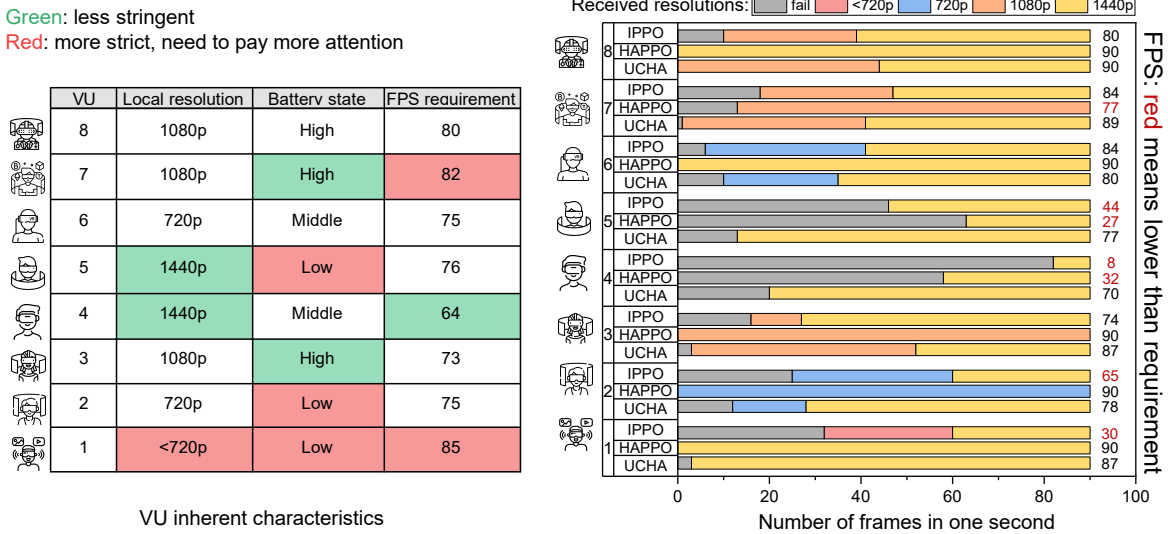 Green: less stringent
Red: more strict, need to pay more attention
VU Local resolution Battery state FPS requirement
8 1080p High 80
7 1080p High 82
6 720p Middle 75
5 1440p Low 76
4 1440p Middle 64
3 1080p High 73
2 720p Low 75
1 <720p Low 85
VU inherent characteristics
Received resolutions: fail <720p 720p 1080p 1440p
8
IPPO 80
HAPPO 90
UCHA 90
7
IPPO 84
HAPPO 77
UCHA 89
6
IPPO 84
HAPPO 90
UCHA 80
5
IPPO 44
HAPPO 27
UCHA 77
4
IPPO 8
HAPPO 32
UCHA 70
3
IPPO 74
HAPPO 90
UCHA 87
2
IPPO 65
HAPPO 90
UCHA 78
1
IPPO 30
HAPPO 90
UCHA 87
0 20 40 60 80 100
Number of frames in one second
FPS: red means lower than requirement